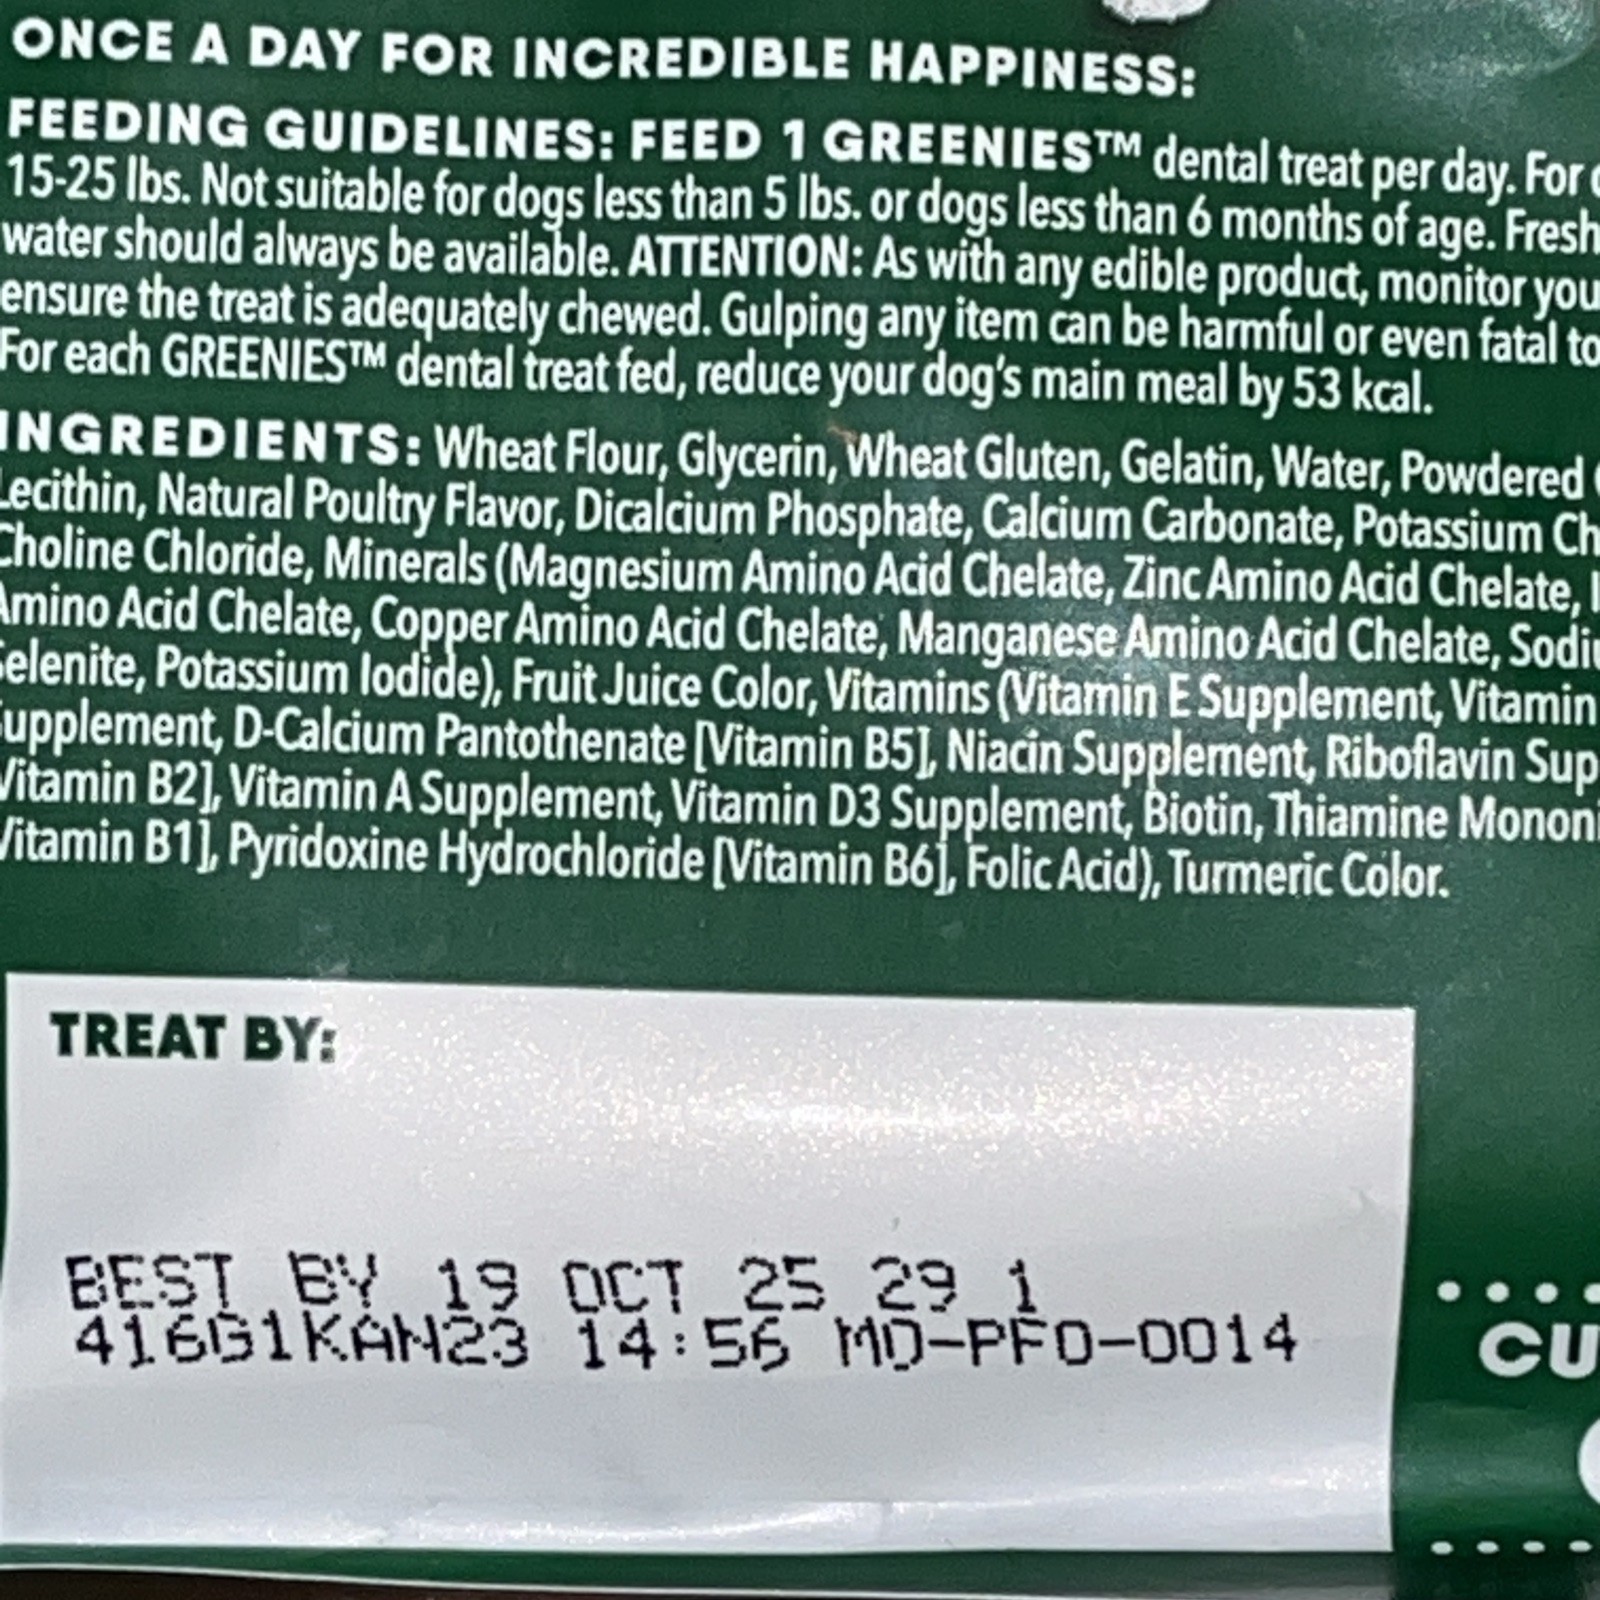 ONCE A DAY FOR INCREDIBLE HAPPINESS:
FEEDING GUIDELINES: FEED 1 GREENIES™ dental treat per day. For
15-25 lbs. Not suitable for dogs less than 5 lbs. or dogs less than 6 months of age. Fresh
water should always be available. ATTENTION: As with any edible product, monitor you
ensure the treat is adequately chewed. Gulping any item can be harmful or even fatal to
For each GREENIES™ dental treat fed, reduce your dog's main meal by 53 kcal.
INGREDIENTS: Wheat Flour, Glycerin, Wheat Gluten, Gelatin, Water, Powdered
Lecithin, Natural Poultry Flavor, Dicalcium Phosphate, Calcium Carbonate, Potassium Ch
Choline Chloride, Minerals (Magnesium Amino Acid Chelate, Zinc Amino Acid Chelate,
Amino Acid Chelate, Copper Amino Acid Chelate, Manganese Amino Acid Chelate, Sodiu
Selenite, Potassium Iodide), Fruit Juice Color, Vitamins (Vitamin E Supplement, Vitamin
Supplement, D-Calcium Pantothenate [Vitamin B5], Niacin Supplement, Riboflavin Sup
Vitamin B2], Vitamin A Supplement, Vitamin D3 Supplement, Biotin, Thiamine Mononi
Vitamin B1], Pyridoxine Hydrochloride [Vitamin B6], Folic Acid), Turmeric Color.
TREAT BY:
BEST BY 19 OCT 25 29 1
416G1KAN23 14:56 MD-PFO-0014
CU